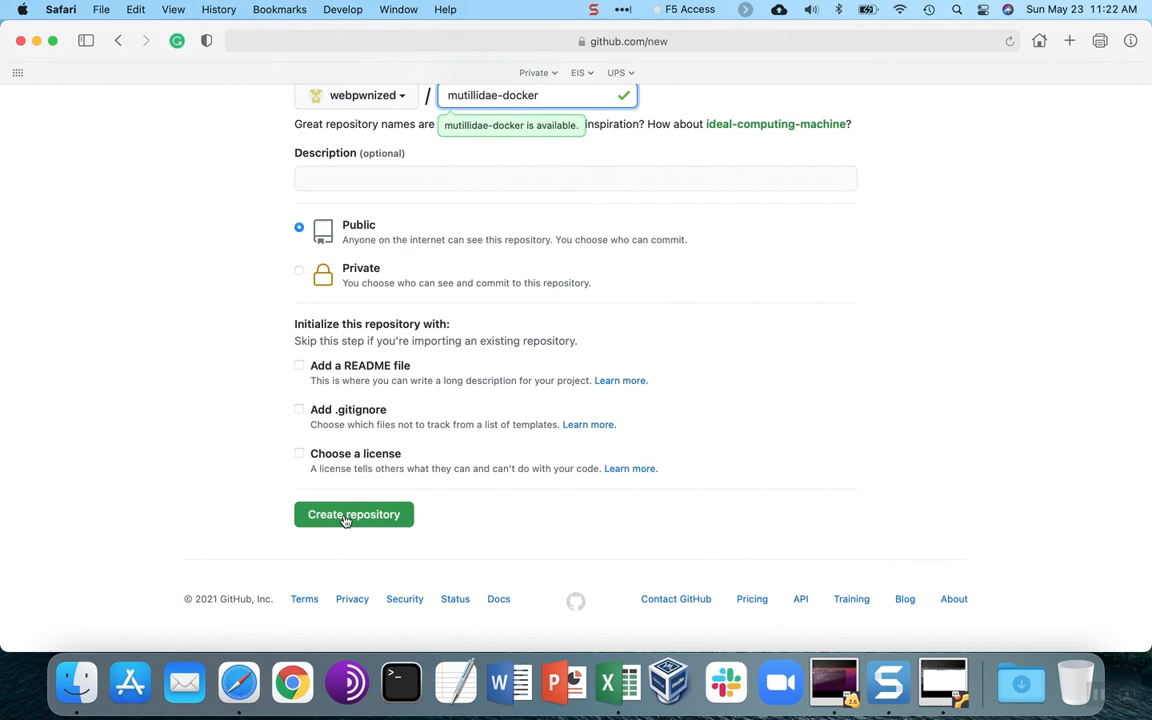 Safari File Edit View History Bookmarks Develop Window Help F5 Access Sun May 23 11:22 AM
github.com/new
Private EIS UPS
webpwnized / mutillidae-docker
Great repository names are mutillidae-docker is available. inspiration? How about ideal-computing-machine?
Description (optional)
Public
Anyone on the internet can see this repository. You choose who can commit.
Private
You choose who can see and commit to this repository.
Initialize this repository with:
Skip this step if you're importing an existing repository.
Add a README file
This is where you can write a long description for your project. Learn more.
Add .gitignore
Choose which files not to track from a list of templates. Learn more.
Choose a license
A license tells others what they can and can't do with your code. Learn more.
Create repository
© 2021 GitHub, Inc. Terms Privacy Security Status Docs Contact GitHub Pricing API Training Blog About